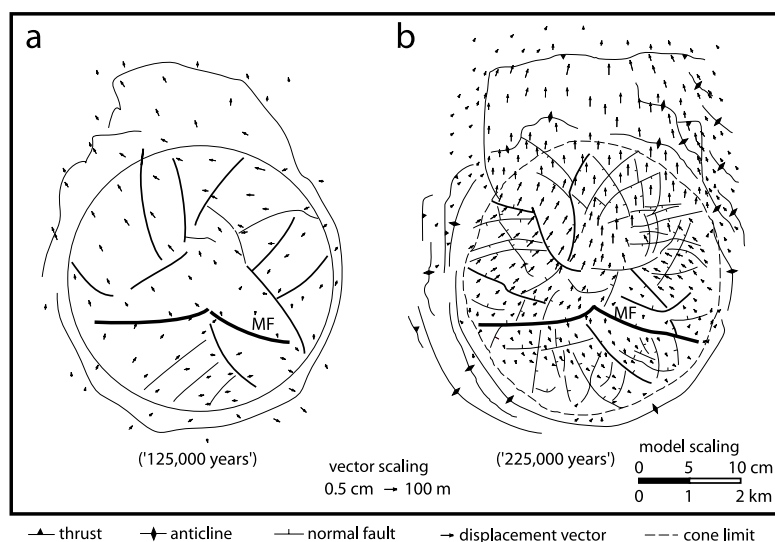 a
b
MF
MF
('125,000 years')
('225,000 years')
vector scaling
0.5 cm → 100 m
model scaling
0 5 10 cm
0 1 2 km
thrust anticline normal fault displacement vector cone limit